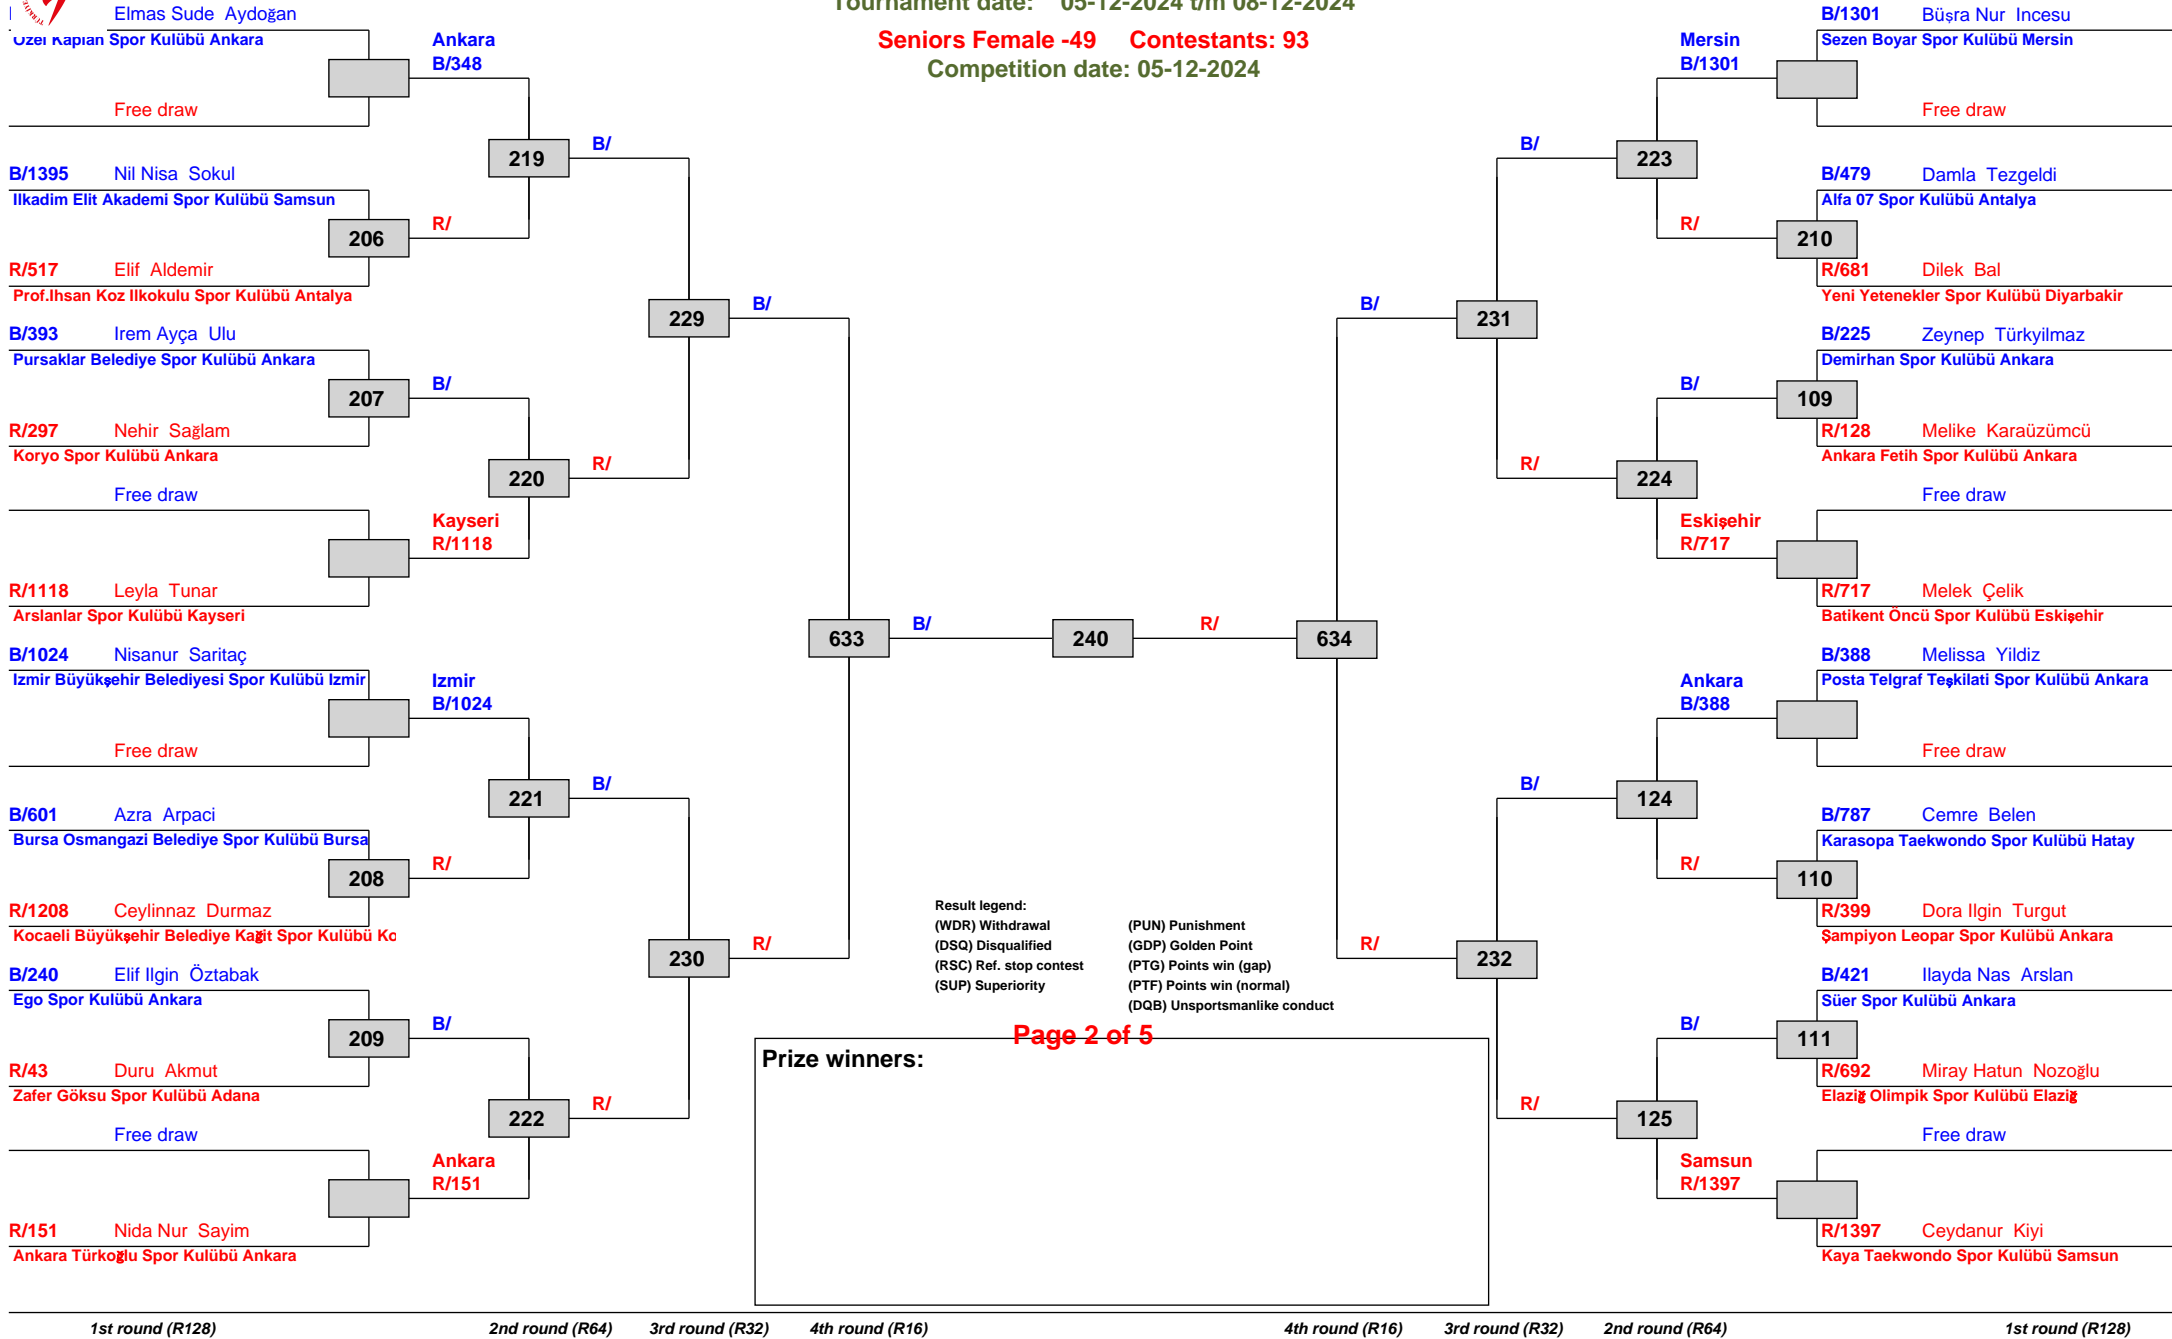 Tournament date: 05-12-2024 t/m 08-12-2024
Seniors Female -49 Contestants: 93
Competition date: 05-12-2024
Elmas Sude Aydoğan
Özel Kaplan Spor Kulübü Ankara
Free draw
B/1395 Nil Nisa Sokul
Ilkadim Elit Akademi Spor Kulübü Samsun
206
R/517 Elif Aldemir
Prof.Ihsan Koz Ilkokulu Spor Kulübü Antalya
B/393 Irem Ayça Ulu
Pursaklar Belediye Spor Kulübü Ankara
207
R/297 Nehir Sağlam
Koryo Spor Kulübü Ankara
Free draw
R/1118 Leyla Tunar
Arslanlar Spor Kulübü Kayseri
B/1024 Nisanur Saritaç
Izmir Büyükşehir Belediyesi Spor Kulübü Izmir
Free draw
B/601 Azra Arpaci
Bursa Osmangazi Belediye Spor Kulübü Bursa
208
R/1208 Ceylinnaz Durmaz
Kocaeli Büyükşehir Belediye Kağit Spor Kulübü Ko
B/240 Elif Ilgin Öztabak
Ego Spor Kulübü Ankara
209
R/43 Duru Akmut
Zafer Göksu Spor Kulübü Adana
Free draw
R/151 Nida Nur Sayim
Ankara Türkoğlu Spor Kulübü Ankara
Ankara
B/348
219
R/
B/
220
Kayseri
R/1118
Izmir
B/1024
221
R/
B/
222
Ankara
R/151
B/
229
R/
B/
230
R/
B/
633
R/
B/
240
R/
B/
634
R/
B/
231
R/
B/
232
R/
Mersin
B/1301
223
R/
B/
224
Eskişehir
R/717
Ankara
B/388
124
R/
B/
125
Samsun
R/1397
B/1301 Büşra Nur Incesu
Sezen Boyar Spor Kulübü Mersin
Free draw
B/479 Damla Tezgeldi
Alfa 07 Spor Kulübü Antalya
210
R/681 Dilek Bal
Yeni Yetenekler Spor Kulübü Diyarbakir
B/225 Zeynep Türkyilmaz
Demirhan Spor Kulübü Ankara
109
R/128 Melike Karaüzümcü
Ankara Fetih Spor Kulübü Ankara
Free draw
R/717 Melek Çelik
Batikent Öncü Spor Kulübü Eskişehir
B/388 Melissa Yildiz
Posta Telgraf Teşkilati Spor Kulübü Ankara
Free draw
B/787 Cemre Belen
Karasopa Taekwondo Spor Kulübü Hatay
110
R/399 Dora Ilgin Turgut
Şampiyon Leopar Spor Kulübü Ankara
B/421 Ilayda Nas Arslan
Süer Spor Kulübü Ankara
111
R/692 Miray Hatun Nozoğlu
Elaziğ Olimpik Spor Kulübü Elaziğ
Free draw
R/1397 Ceydanur Kiyi
Kaya Taekwondo Spor Kulübü Samsun
Result legend:
(WDR) Withdrawal (PUN) Punishment
(DSQ) Disqualified (GDP) Golden Point
(RSC) Ref. stop contest (PTG) Points win (gap)
(SUP) Superiority (PTF) Points win (normal)
(DQB) Unsportsmanlike conduct
Page 2 of 5
Prize winners:
1st round (R128) 2nd round (R64) 3rd round (R32) 4th round (R16) 4th round (R16) 3rd round (R32) 2nd round (R64) 1st round (R128)